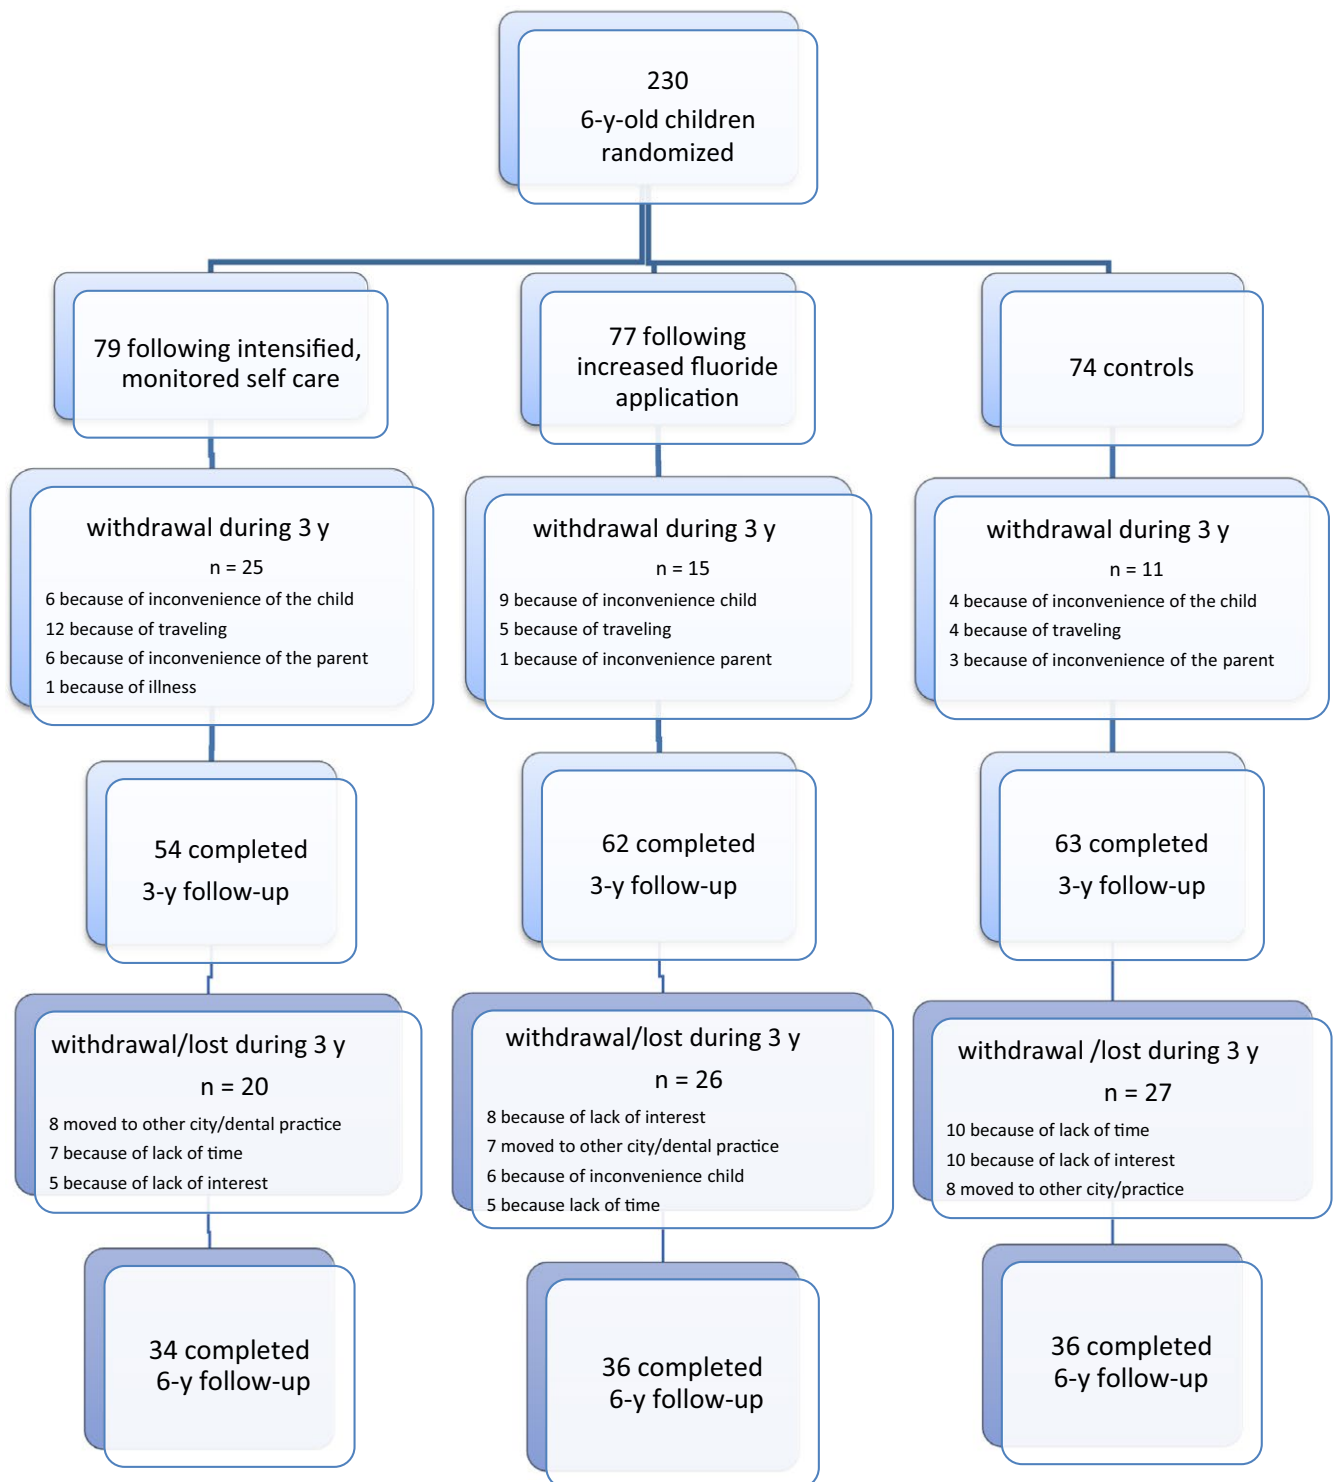 230
6-y-old children
randomized
79 following intensified,
monitored self care
77 following
increased fluoride
application
74 controls
withdrawal during 3 y
n = 25
6 because of inconvenience of the child
12 because of traveling
6 because of inconvenience of the parent
1 because of illness
withdrawal during 3 y
n = 15
9 because of inconvenience child
5 because of traveling
1 because of inconvenience parent
withdrawal during 3 y
n = 11
4 because of inconvenience of the child
4 because of traveling
3 because of inconvenience of the parent
54 completed
3-y follow-up
62 completed
3-y follow-up
63 completed
3-y follow-up
withdrawal/lost during 3 y
n = 20
8 moved to other city/dental practice
7 because of lack of time
5 because of lack of interest
withdrawal/lost during 3 y
n = 26
8 because of lack of interest
7 moved to other city/dental practice
6 because of inconvenience child
5 because lack of time
withdrawal /lost during 3 y
n = 27
10 because of lack of time
10 because of lack of interest
8 moved to other city/practice
34 completed
6-y follow-up
36 completed
6-y follow-up
36 completed
6-y follow-up